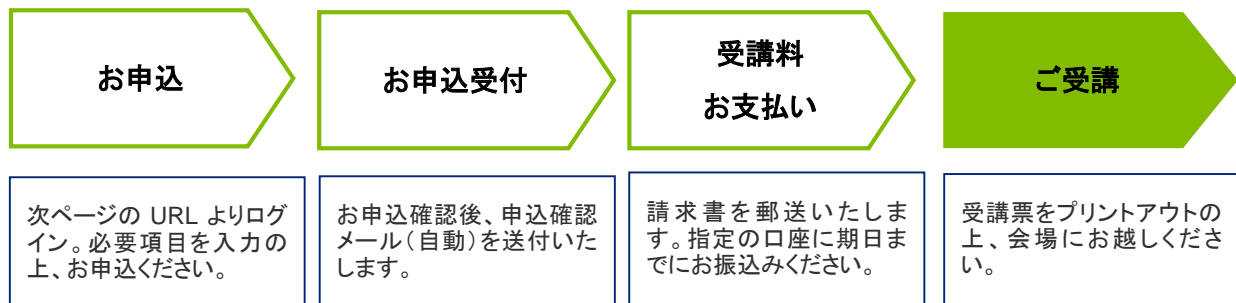 お申込
お申込受付
受講料
お支払い
ご受講
次ページの URL よりログ
イン。必要項目を入力の
上、お申込ください。
お申込確認後、申込確認
メール（自動）を送付いた
します。
請求書を郵送いたしま
す。指定の口座に期日ま
でにお振込みください。
受講票をプリントアウトの
上、会場にお越しくださ
い。